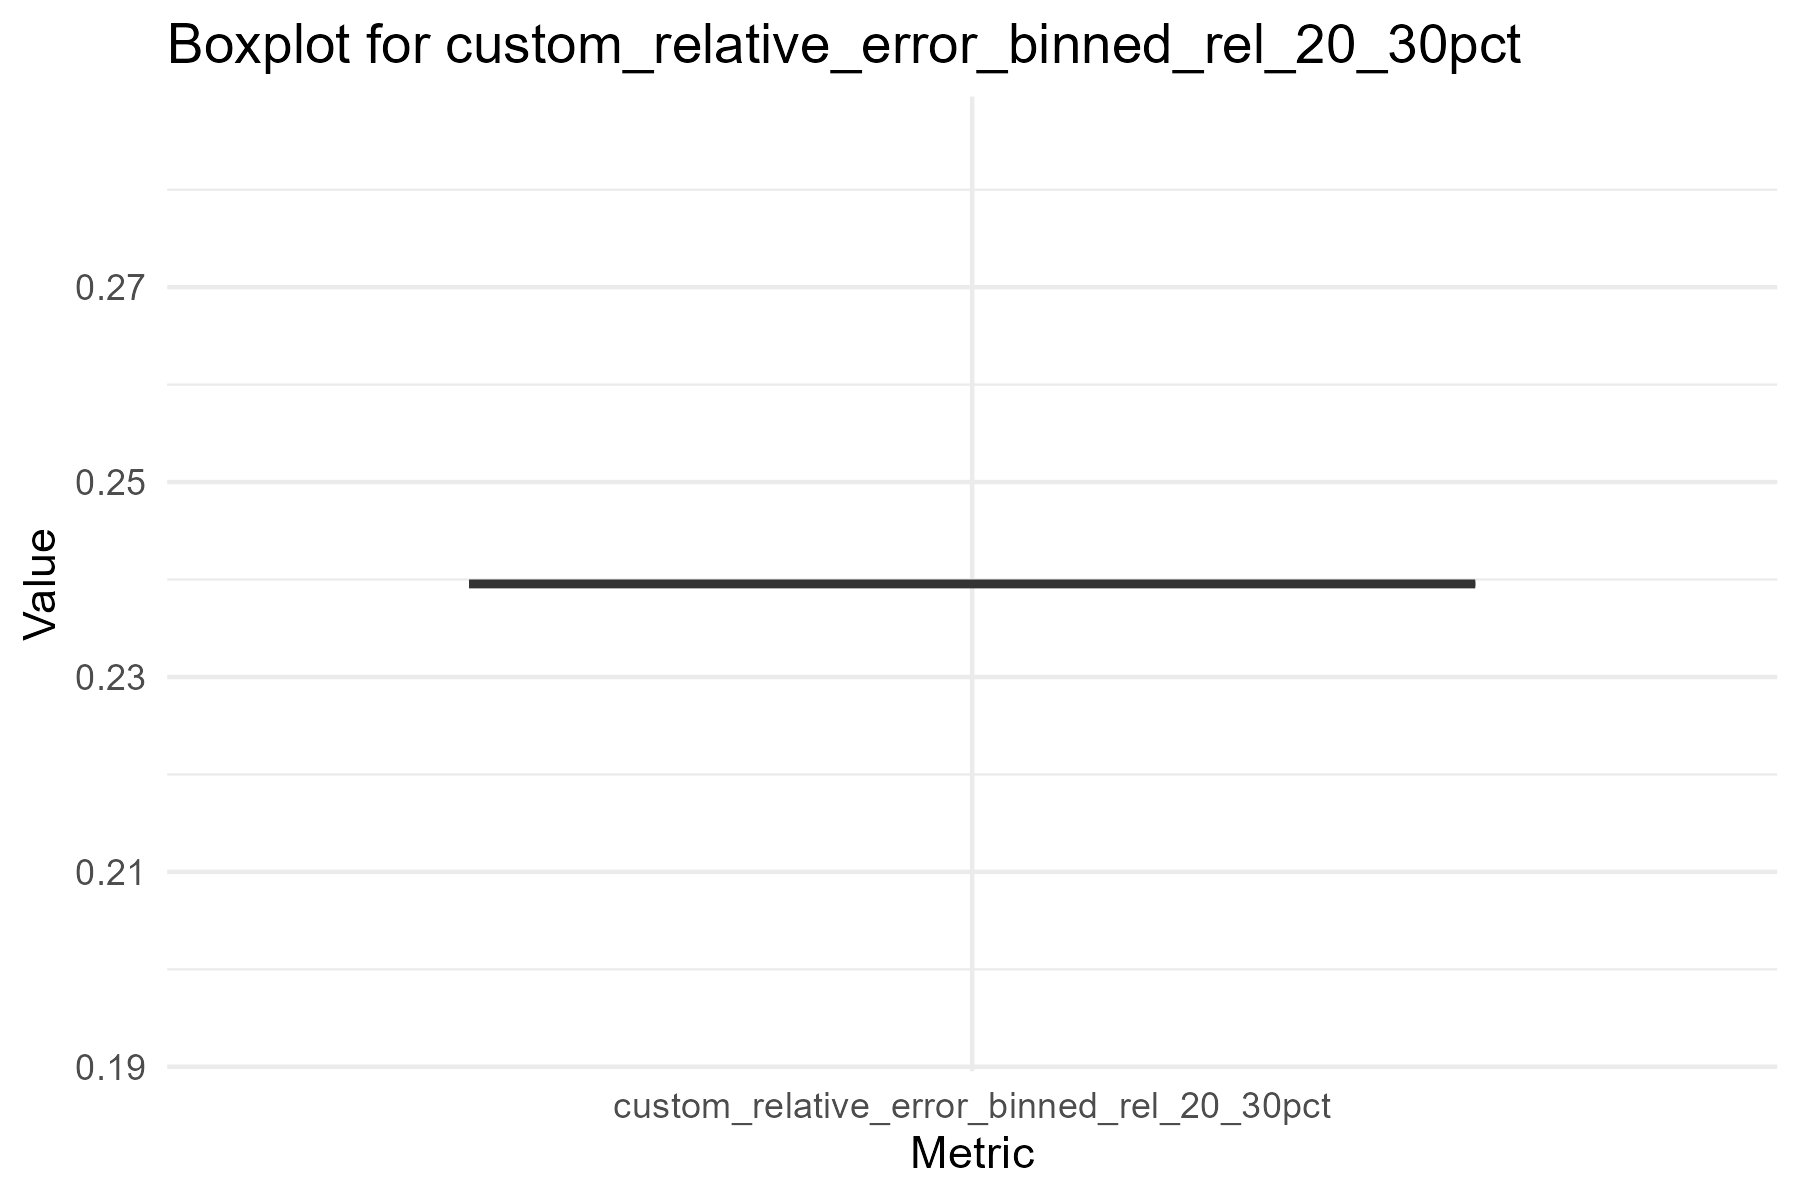 Boxplot for custom_relative_error_binned_rel_20_30pct
0.27
0.25
0.23
0.21
0.19
Value
custom_relative_error_binned_rel_20_30pct
Metric